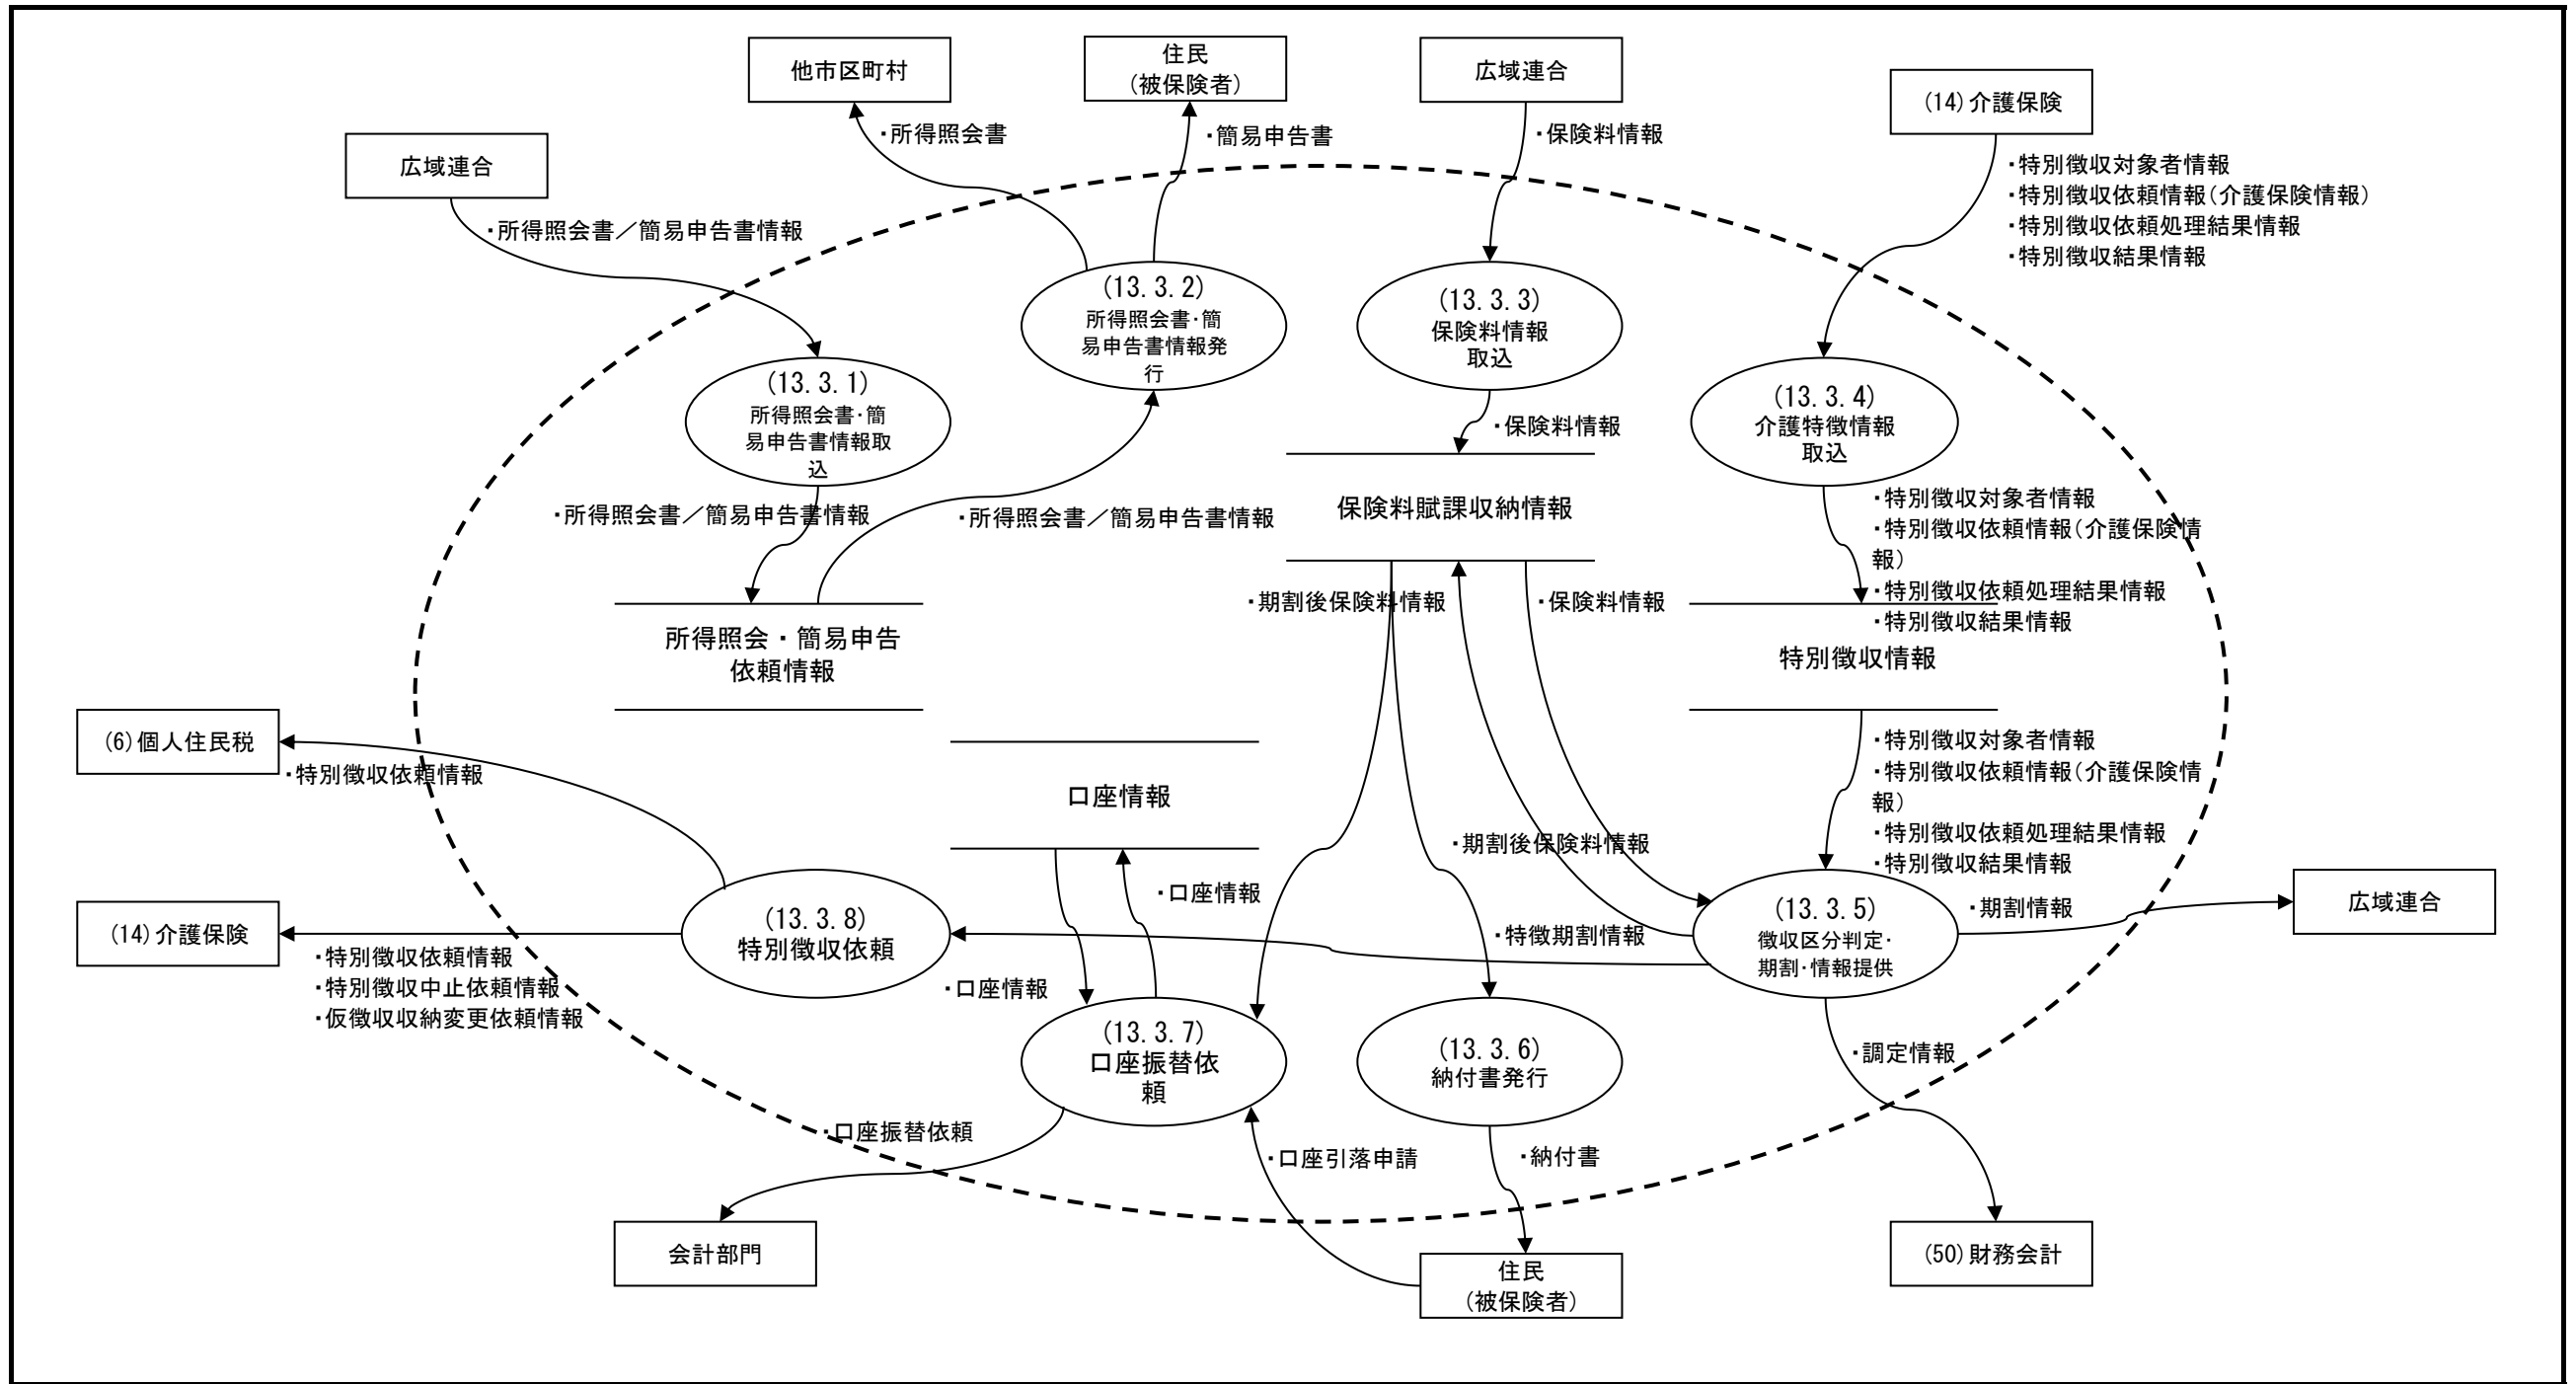 他市区町村
住民
(被保険者)
広域連合
(14)介護保険
広域連合
・所得照会書
・簡易申告書
・保険料情報
・特別徴収対象者情報
・特別徴収依頼情報(介護保険情報)
・特別徴収依頼処理結果情報
・特別徴収結果情報
・所得照会書／簡易申告書情報
(13.3.1)
所得照会書・簡
易申告書情報取
込
(13.3.2)
所得照会書・簡
易申告書情報発
行
(13.3.3)
保険料情報
取込
(13.3.4)
介護特徴情報
取込
・所得照会書／簡易申告書情報
・所得照会書／簡易申告書情報
・保険料情報
・特別徴収対象者情報
・特別徴収依頼情報(介護保険情
報)
・特別徴収依頼処理結果情報
・特別徴収結果情報
保険料賦課収納情報
所得照会・簡易申告
依頼情報
・期割後保険料情報
・保険料情報
特別徴収情報
(6)個人住民税
・特別徴収依頼情報
口座情報
・特別徴収対象者情報
・特別徴収依頼情報(介護保険情
報)
・特別徴収依頼処理結果情報
・特別徴収結果情報
・期割後保険料情報
(14)介護保険
・特別徴収依頼情報
・特別徴収中止依頼情報
・仮徴収収納変更依頼情報
(13.3.8)
特別徴収依頼
・口座情報
・口座情報
・特徴期割情報
(13.3.5)
徴収区分判定・
期割・情報提供
・期割情報
広域連合
(13.3.7)
口座振替依
頼
(13.3.6)
納付書発行
・調定情報
・口座振替依頼
・口座引落申請
・納付書
会計部門
住民
(被保険者)
(50)財務会計